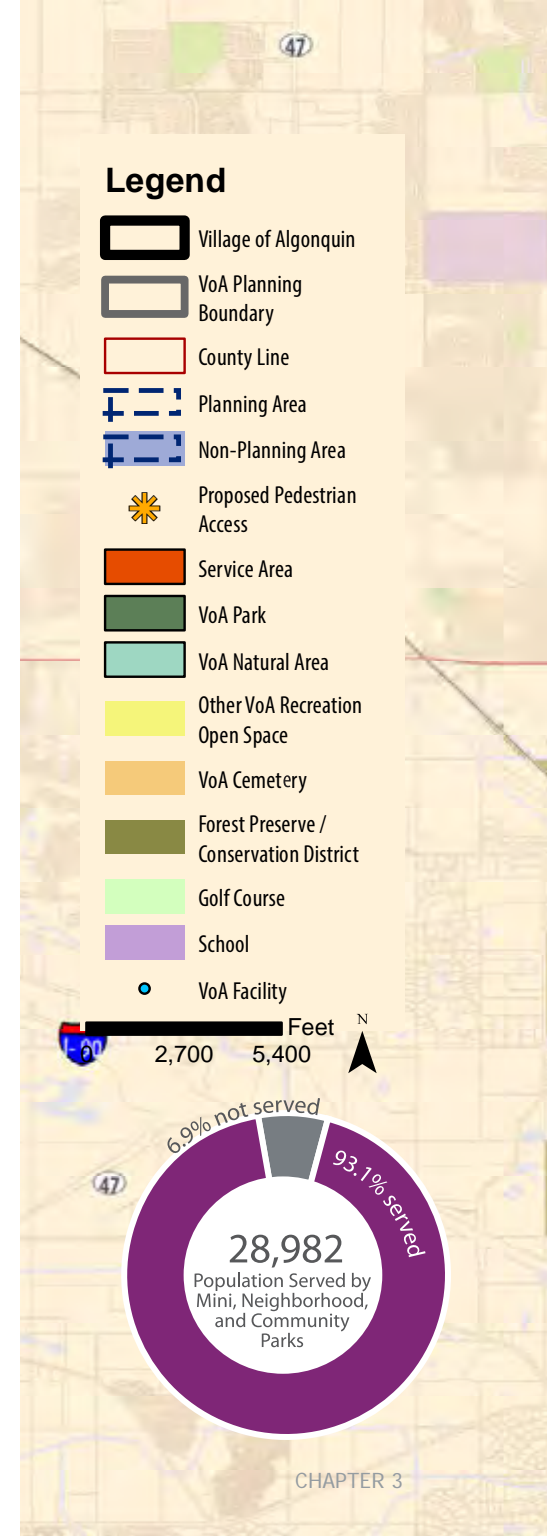 47
Legend
Village of Algonquin
VoA Planning
Boundary
County Line
Planning Area
Non-Planning Area
Proposed Pedestrian
Access
Service Area
VoA Park
VoA Natural Area
Other VoA Recreation
Open Space
VoA Cemetery
Forest Preserve /
Conservation District
Golf Course
School
VoA Facility
Feet
N
I-90
0 2,700 5,400
6.9% not served
93.1% served
47
28,982
Population Served by
Mini, Neighborhood,
and Community
Parks
CHAPTER 3